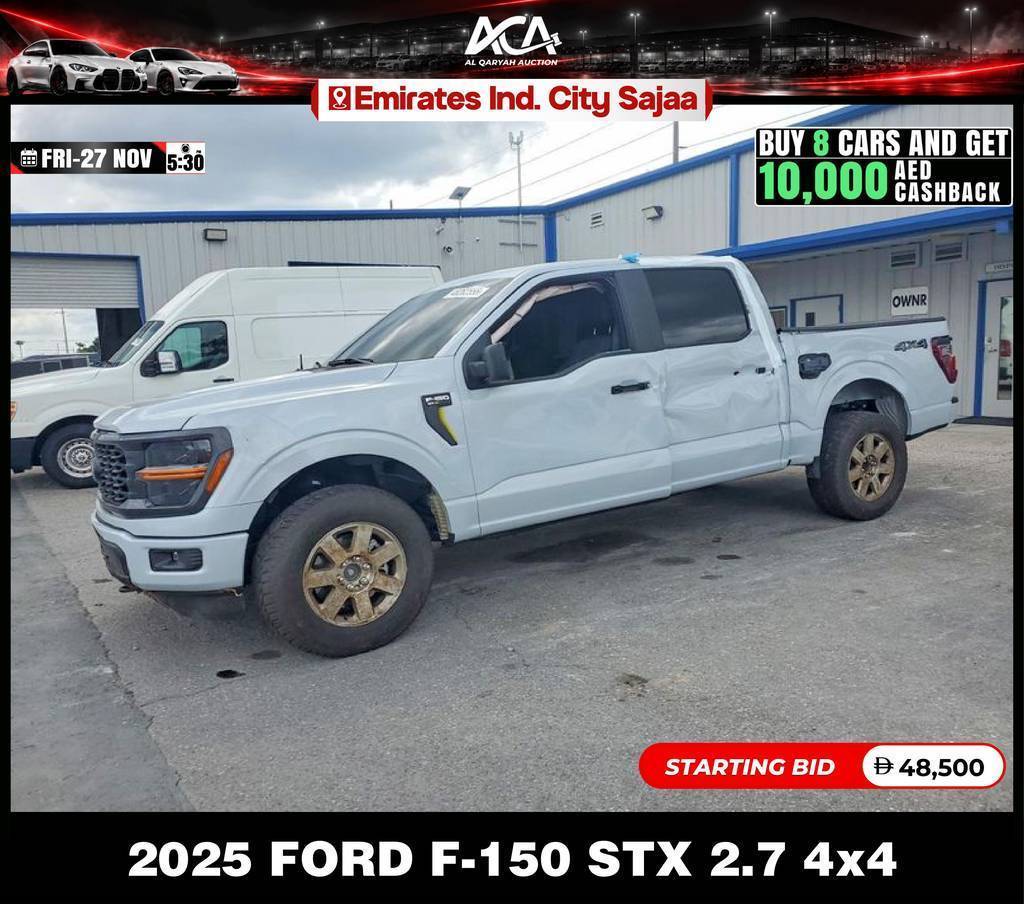 ACA
AL QARYAH AUCTION
Emirates Ind. City Sajaa
FRI-27 NOV 5:30
BUY 8 CARS AND GET
10,000 AED CASHBACK
OWNR
F-150
4X4
STARTING BID 48,500
2025 FORD F-150 STX 2.7 4x4